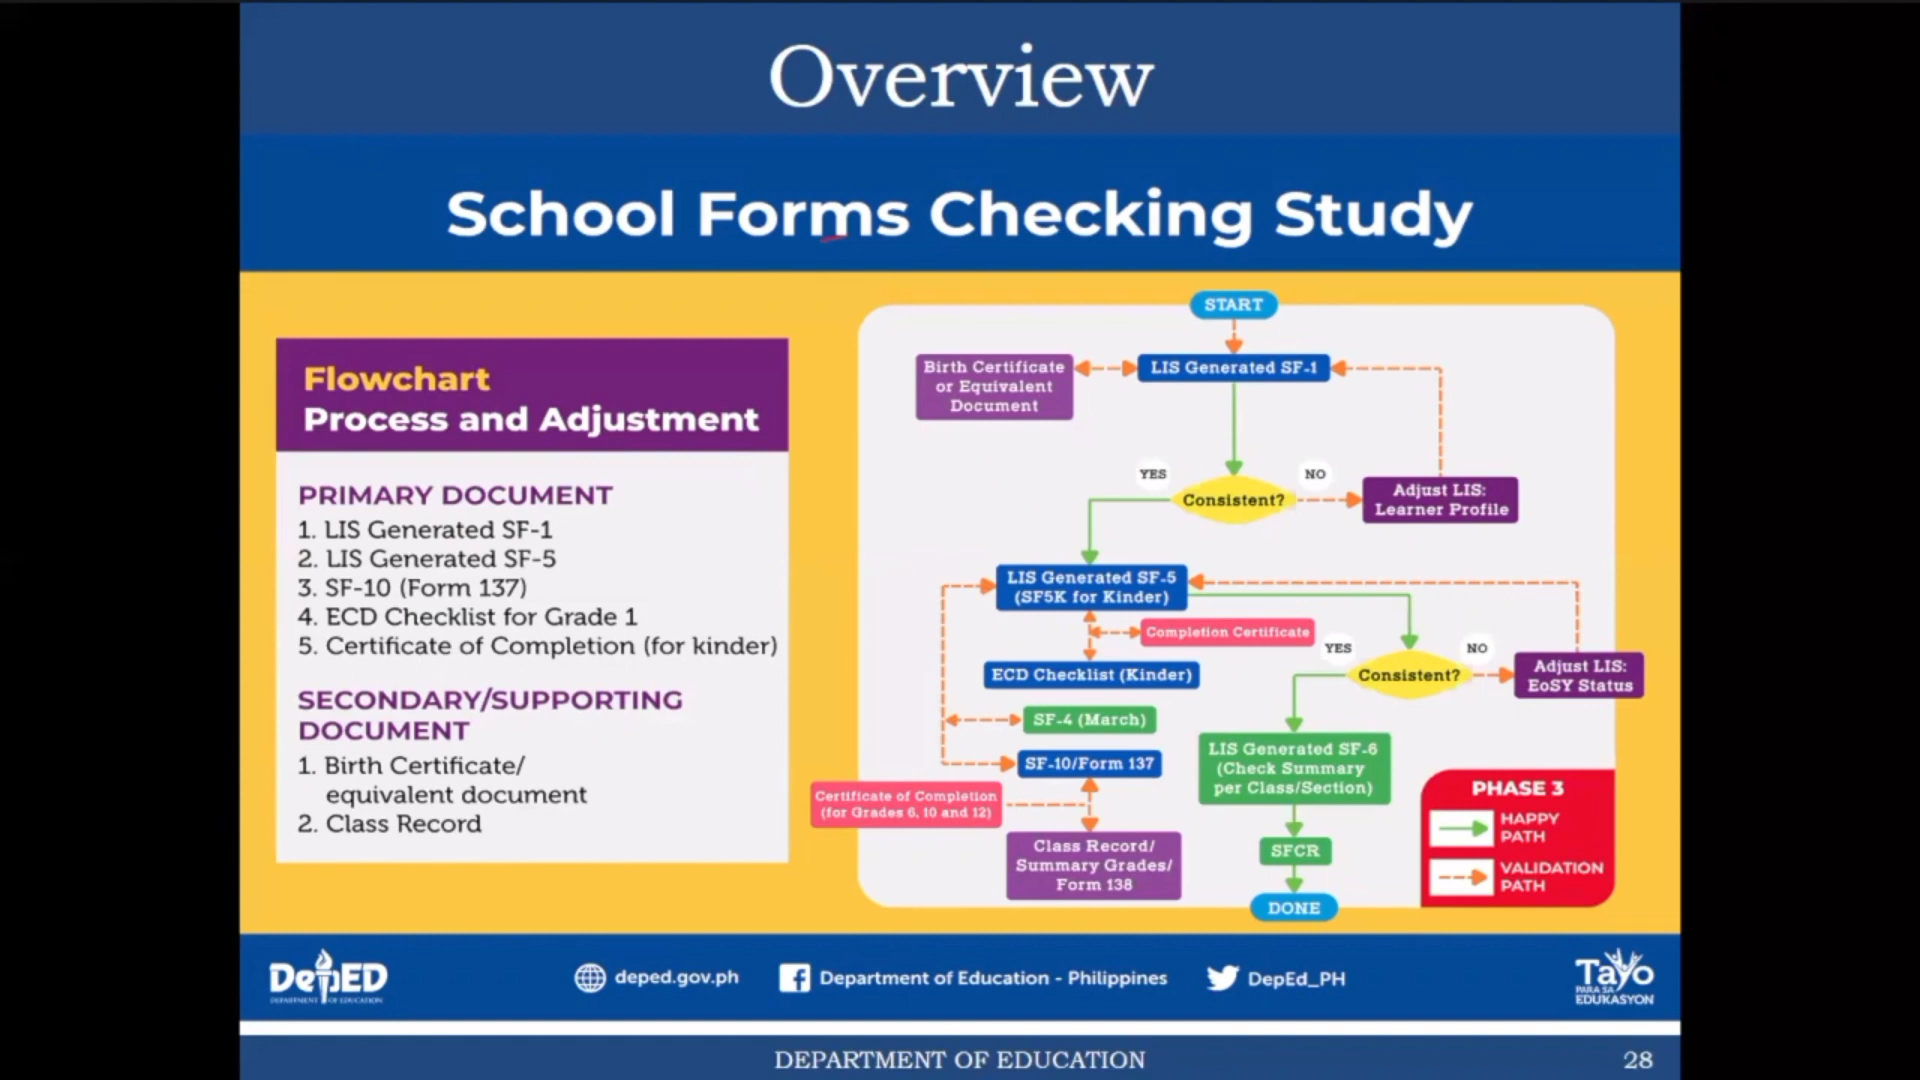 Overview
School Forms Checking Study
Flowchart
Process and Adjustment
PRIMARY DOCUMENT
1. LIS Generated SF-1
2. LIS Generated SF-5
3. SF-10 (Form 137)
4. ECD Checklist for Grade 1
5. Certificate of Completion (for kinder)
SECONDARY/SUPPORTING
DOCUMENT
1. Birth Certificate/
equivalent document
2. Class Record
START
Birth Certificate
or Equivalent
Document
LIS Generated SF-1
YES
NO
Consistent?
Adjust LIS:
Learner Profile
LIS Generated SF-5
(SF5K for Kinder)
Completion Certificate
ECD Checklist (Kinder)
YES
NO
Consistent?
Adjust LIS:
EoSY Status
SF-4 (March)
SF-10/Form 137
Certificate of Completion
(for Grades 6, 10 and 12)
Class Record/
Summary Grades/
Form 138
LIS Generated SF-6
(Check Summary
per Class/Section)
SFCR
DONE
PHASE 3
HAPPY
PATH
VALIDATION
PATH
DepED
DEPARTMENT OF EDUCATION
deped.gov.ph
Department of Education - Philippines
DepEd_PH
Tayo
PARA SA
EDUKASYON
DEPARTMENT OF EDUCATION
28